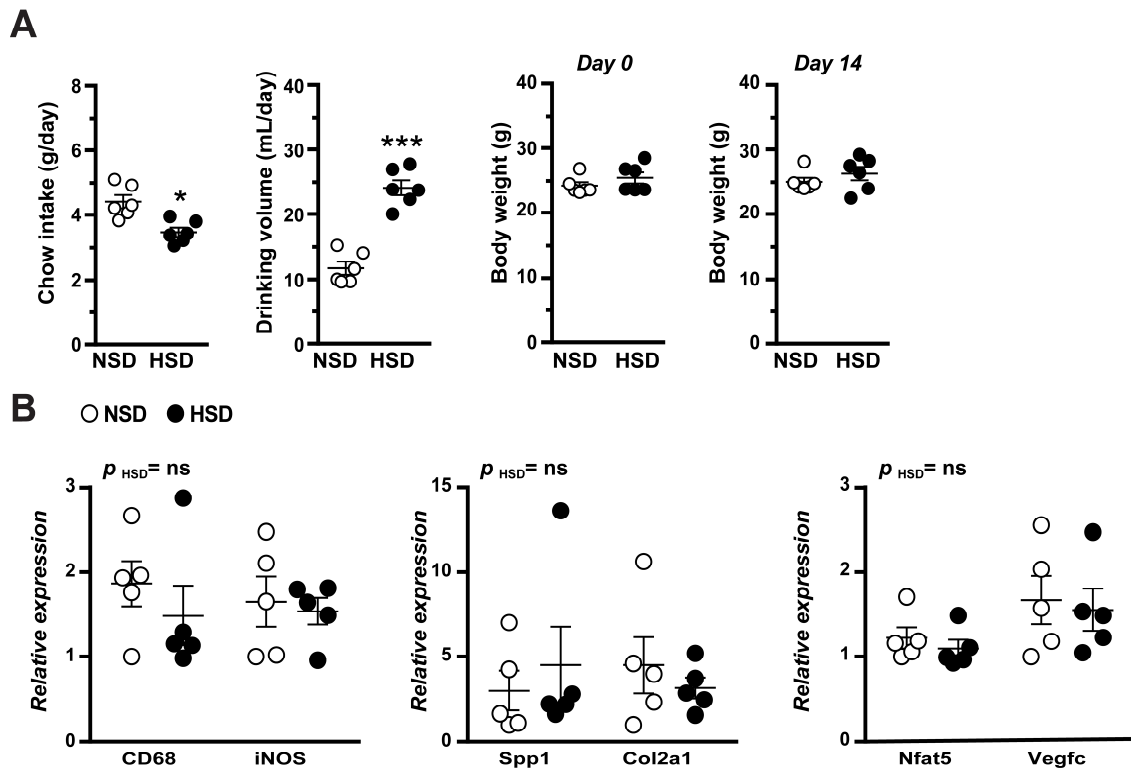 A
Chow intake (g/day)
8
6
4
2
0
*
NSD HSD
Drinking volume (mL/day)
40
30
20
10
0
***
NSD HSD
Day 0
Body weight (g)
40
30
20
10
0
NSD HSD
Day 14
Body weight (g)
40
30
20
10
0
NSD HSD
B
NSD HSD
p HSD= ns
Relative expression
3
2
1
0
CD68 iNOS
p HSD= ns
Relative expression
15
10
5
0
Spp1 Col2a1
p HSD= ns
Relative expression
3
2
1
0
Nfat5 Vegfc